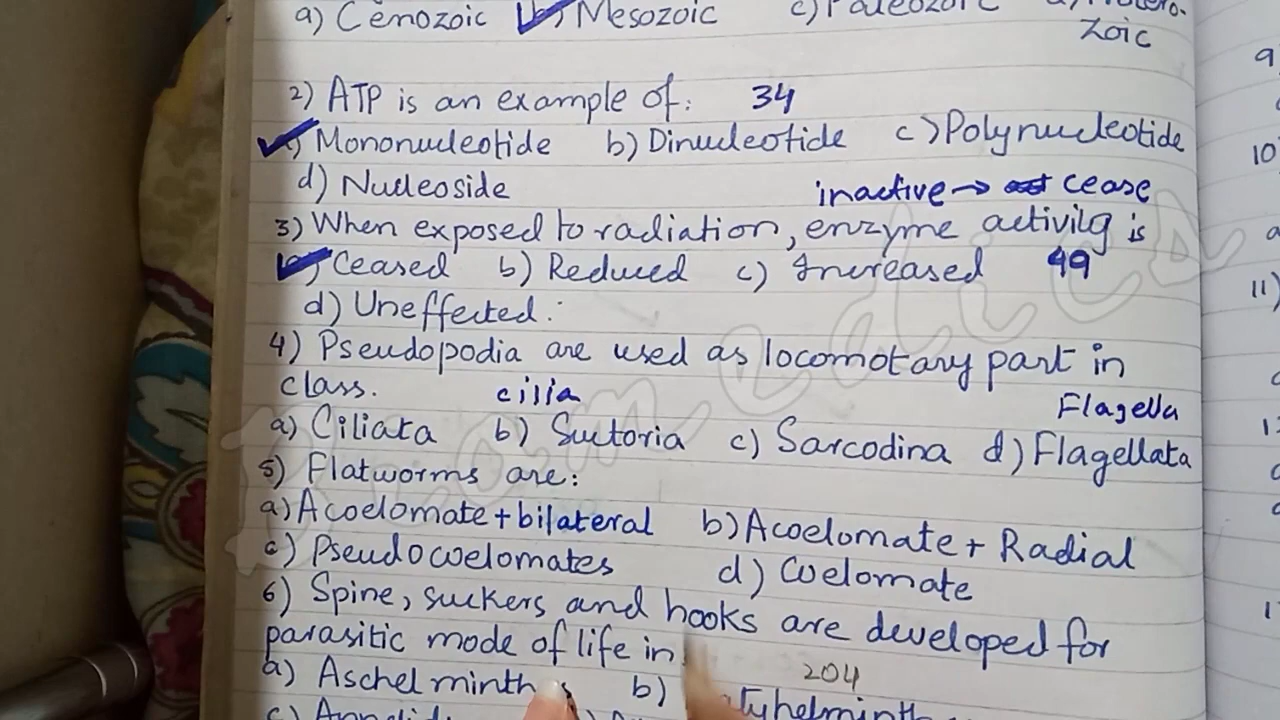 a) Cenozoic b) Mesozoic c) Paleozoic
zoic
2) ATP is an example of: 34
Mononucleotide b) Dinucleotide c) Polynucleotide
d) Nucleoside inactive → cease
3) When exposed to radiation, enzyme activity is
Ceased b) Reduced c) Increased 49
d) Uneffected:
4) Pseudopodia are used as locomotary part in
class. cilia Flagella
a) Ciliata b) Suctoria c) Sarcodina d) Flagellata
5) Flatworms are:
a) Acoelomate + bilateral b) Acoelomate + Radial
c) Pseudocoelomates d) Coelomate
6) Spine, suckers and hooks are developed for
parasitic mode of life in
204
a) Aschelminth b)
c)
9
10
11)